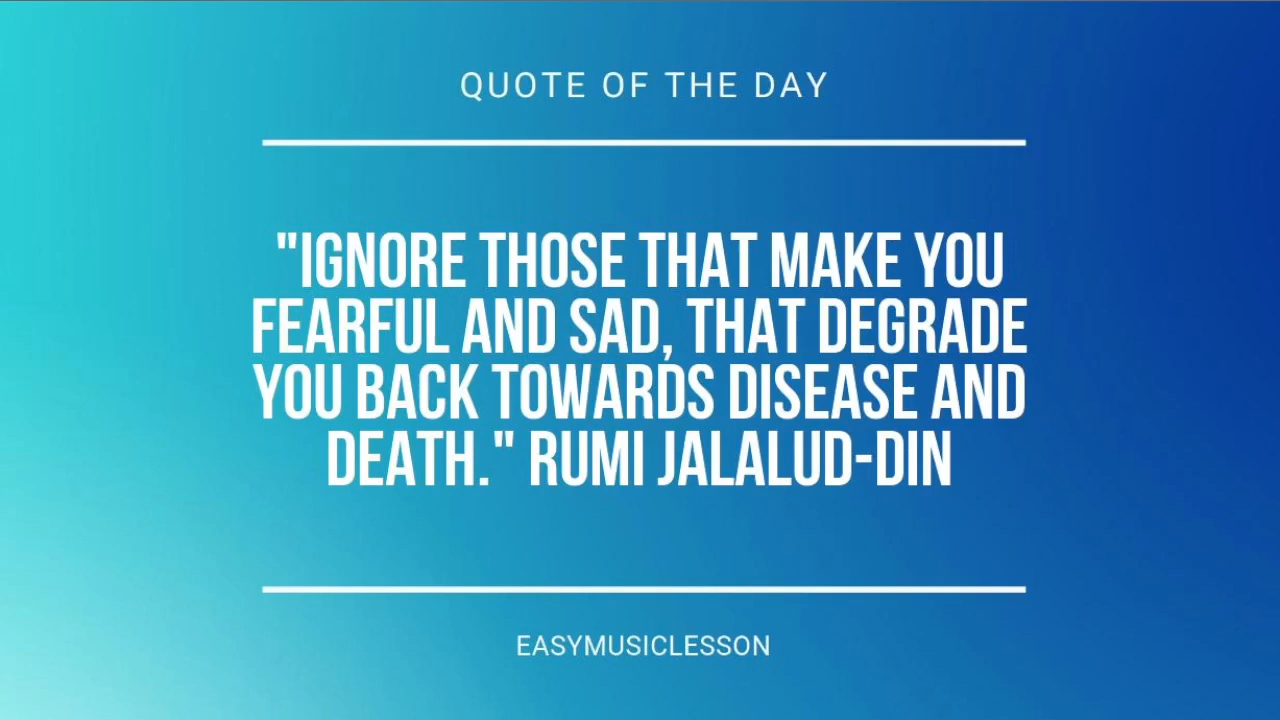 QUOTE OF THE DAY
"IGNORE THOSE THAT MAKE YOU
FEARFUL AND SAD, THAT DEGRADE
YOU BACK TOWARDS DISEASE AND
DEATH." RUMI JALALUD-DIN
EASYMUSICLESSON